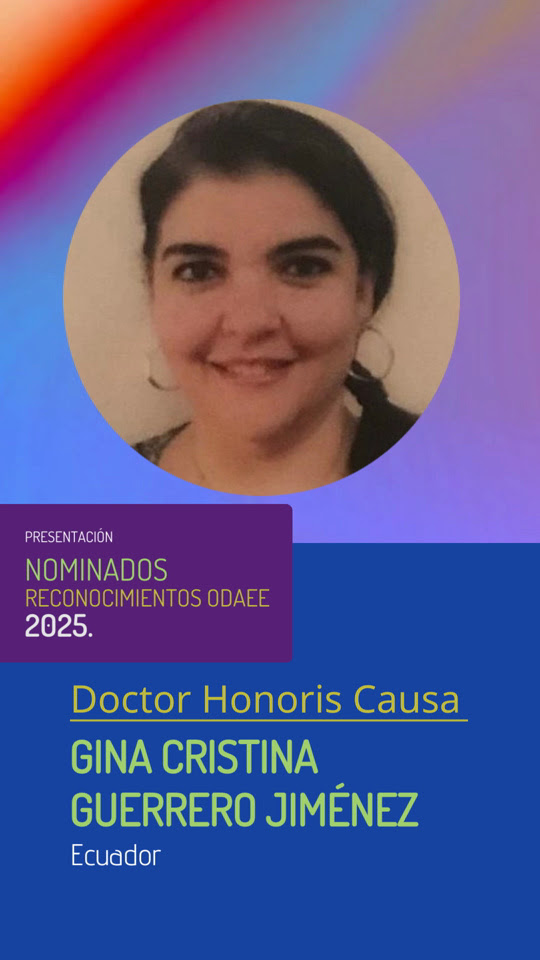 PRESENTACIÓN
NOMINADOS
RECONOCIMIENTOS ODAEE
2025.
Doctor Honoris Causa
GINA CRISTINA
GUERRERO JIMÉNEZ
Ecuador